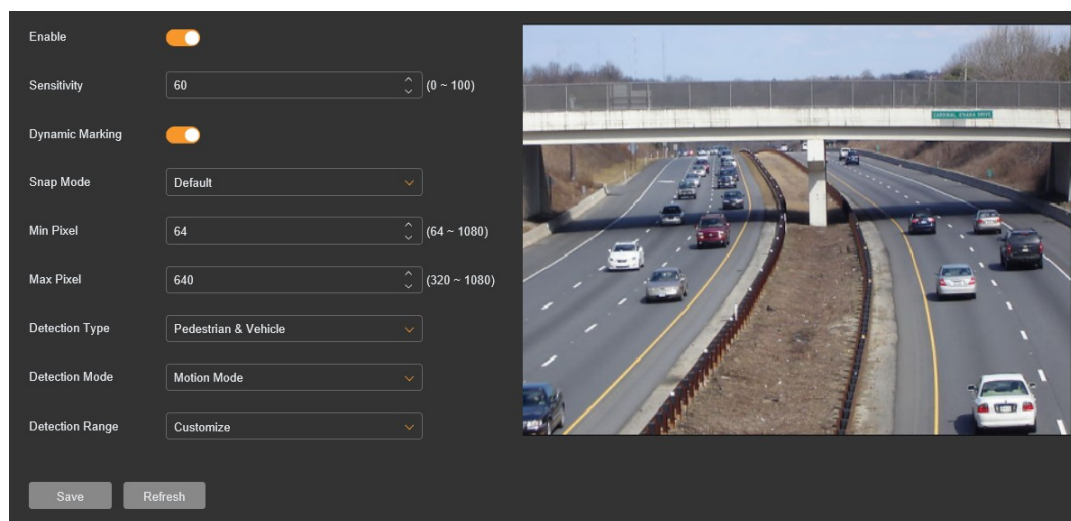 Enable
Sensitivity 60 (0 ~ 100)
Dynamic Marking
Snap Mode Default
Min Pixel 64 (64 ~ 1080)
Max Pixel 640 (320 ~ 1080)
Detection Type Pedestrian & Vehicle
Detection Mode Motion Mode
Detection Range Customize
Save Refresh